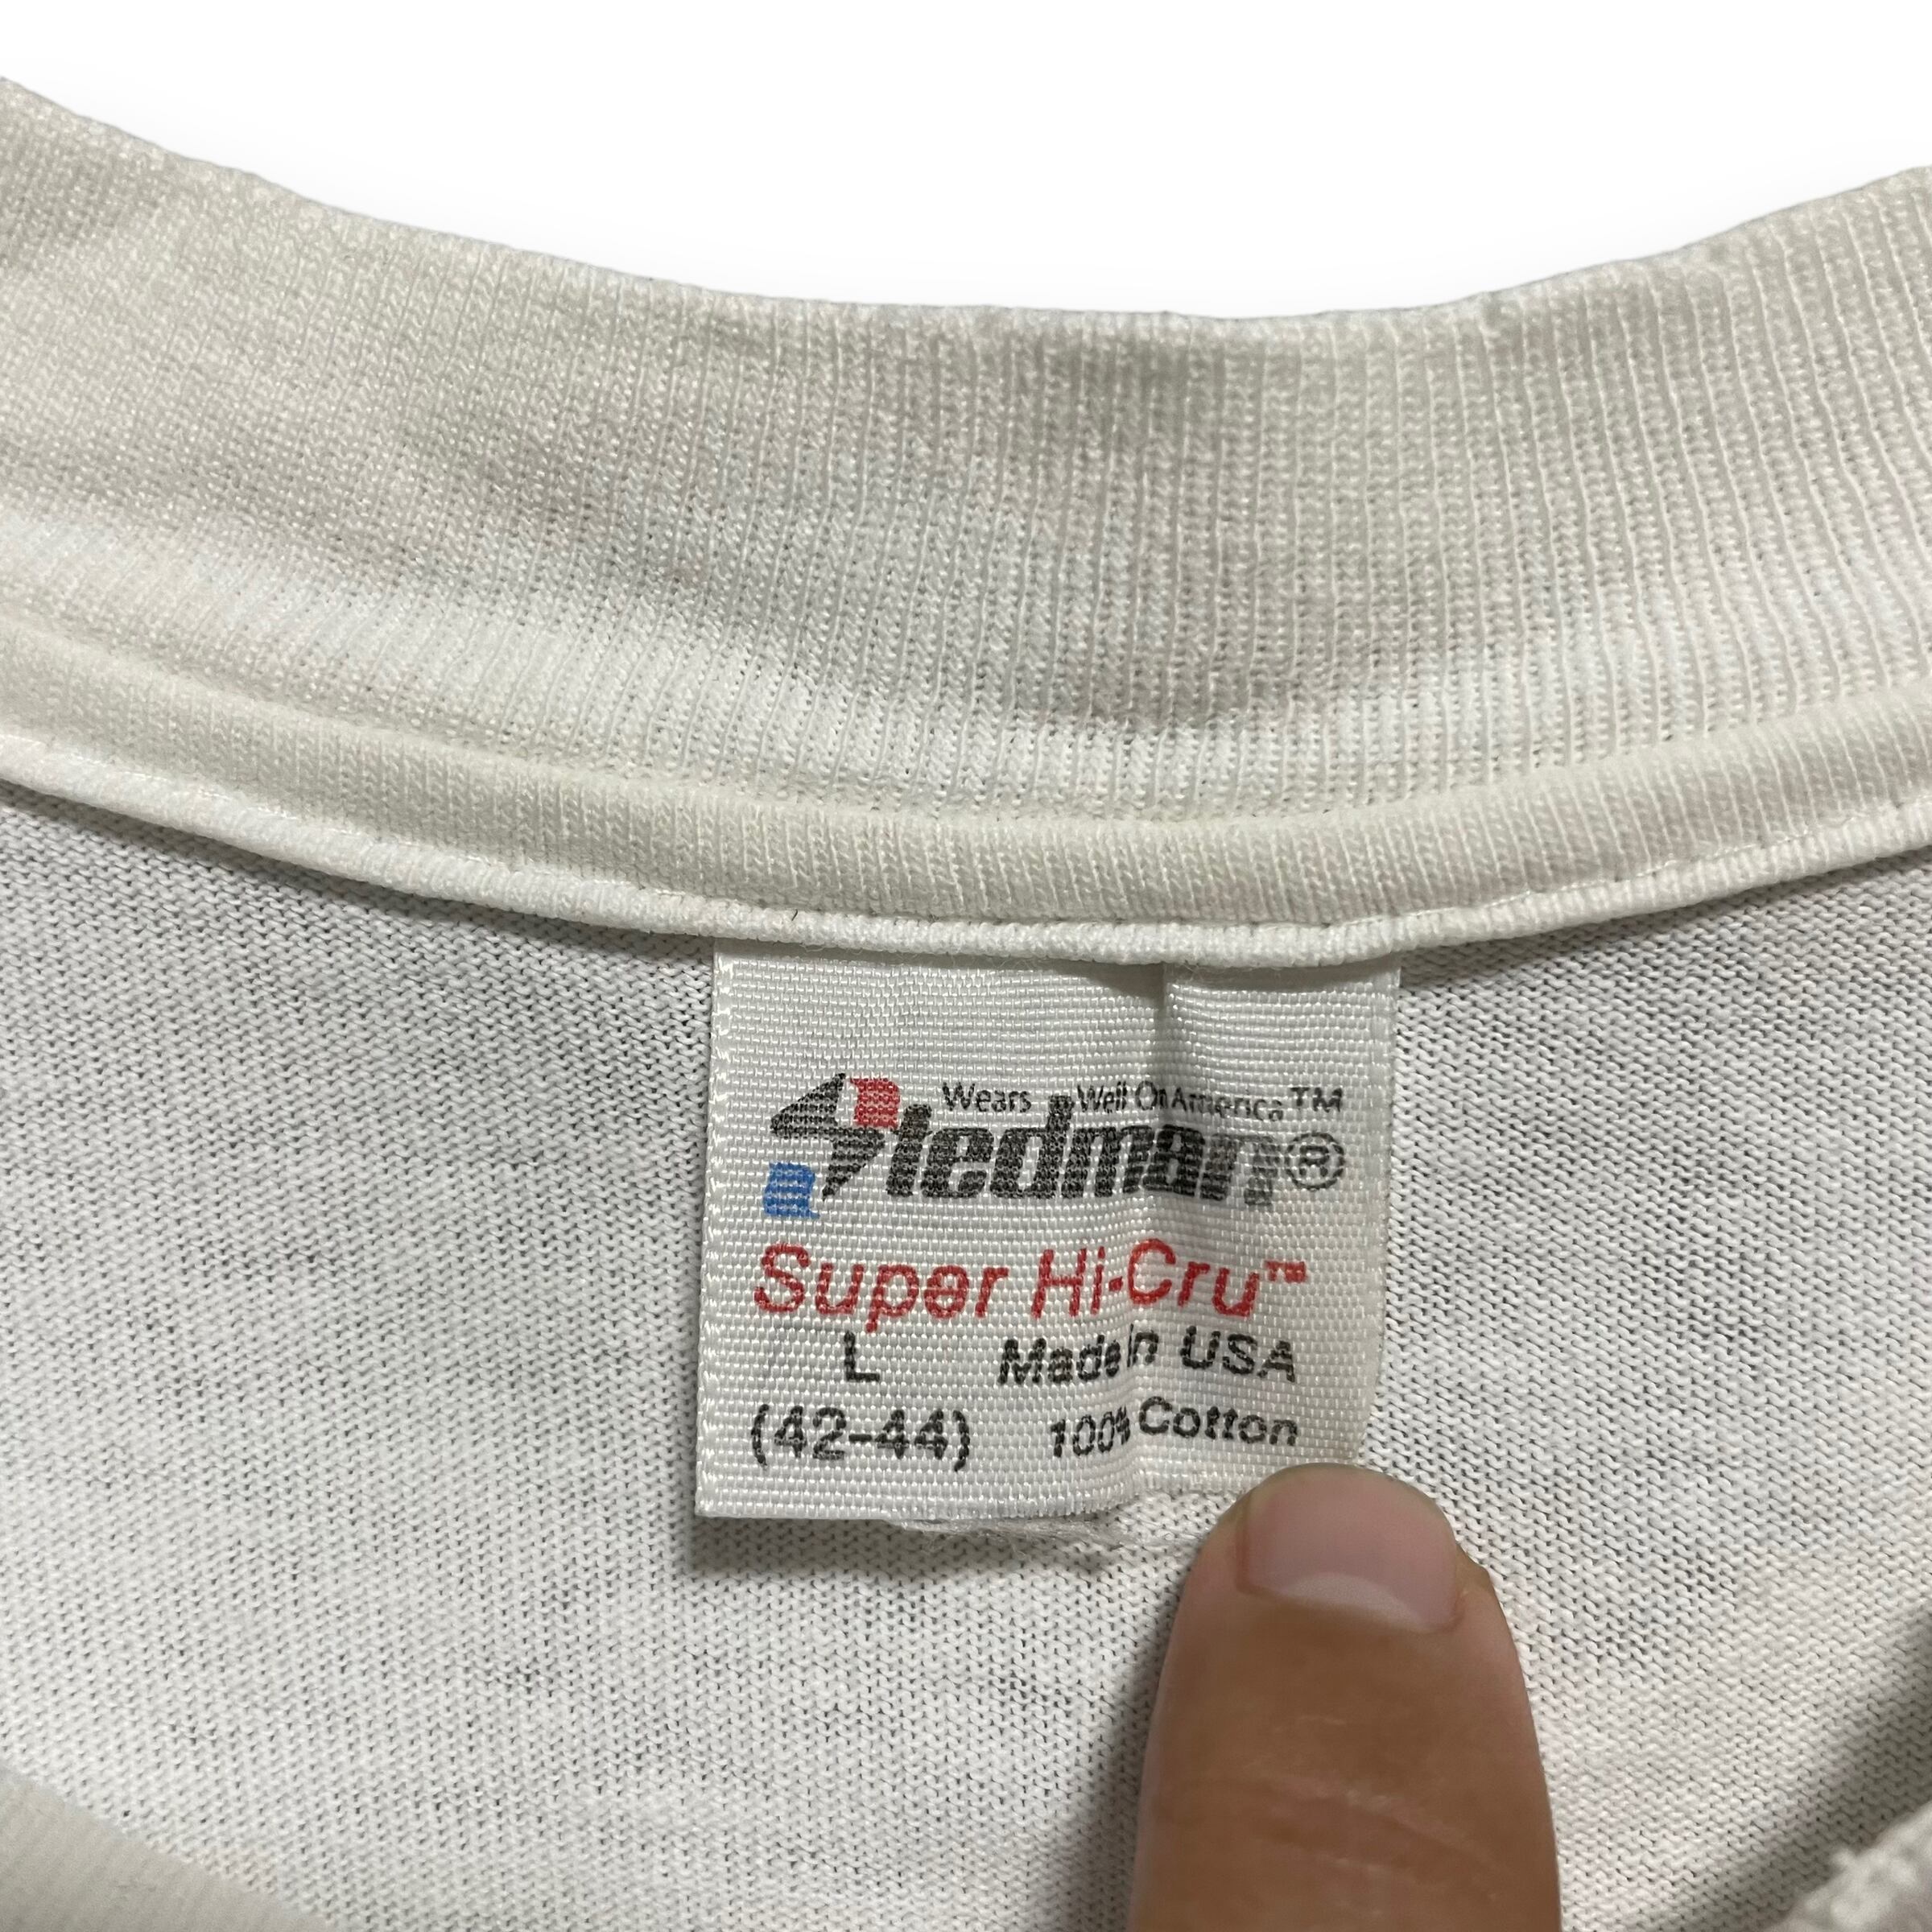 Wears Well On America™
Stedman®
Super Hi-Cru™
L Made in USA
(42-44) 100% Cotton